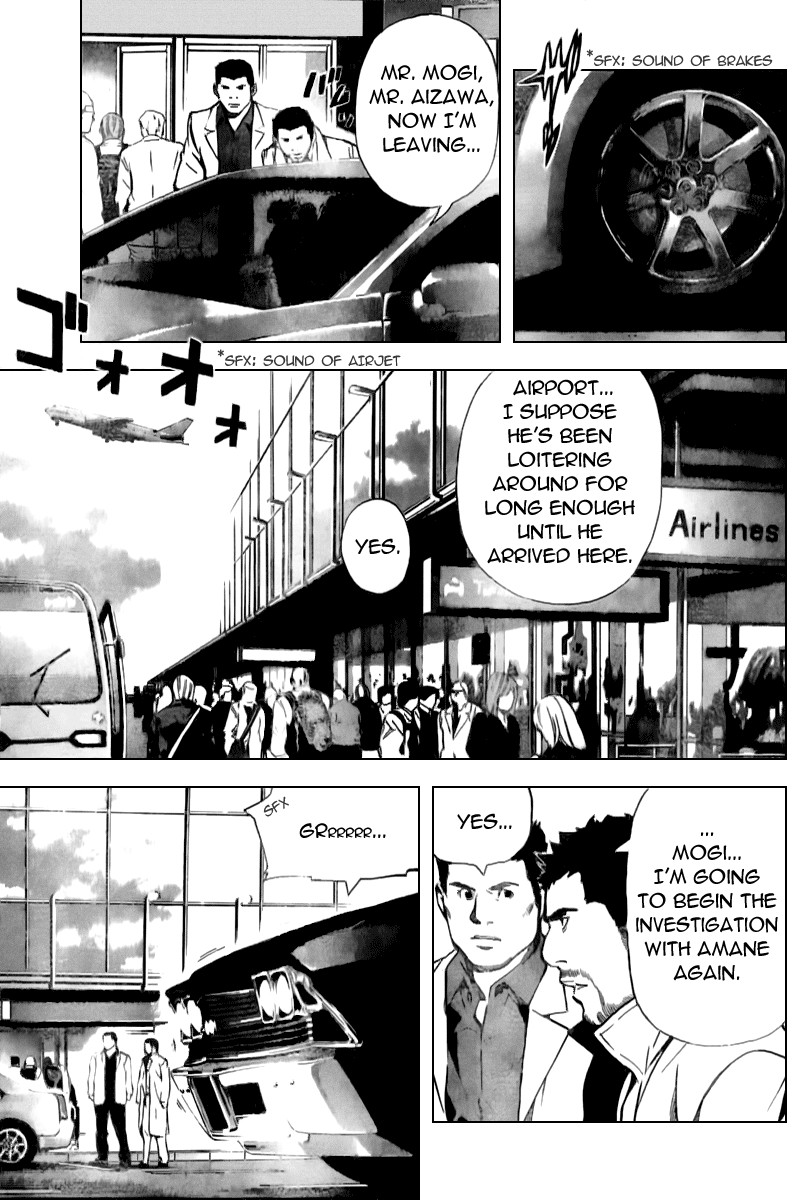 *SFX: SOUND OF BRAKES
MR. MOGI,
MR. AIZAWA,
NOW I'M
LEAVING...
ゴォォォ
*SFX: SOUND OF AIRJET
AIRPORT...
I SUPPOSE
HE'S BEEN
LOITERING
AROUND FOR
LONG ENOUGH
UNTIL HE
ARRIVED HERE.
YES.
Airlines
...
MOGI...
I'M GOING
TO BEGIN THE
INVESTIGATION
WITH AMANE
AGAIN.
YES...
SFX
GRRRRRR...